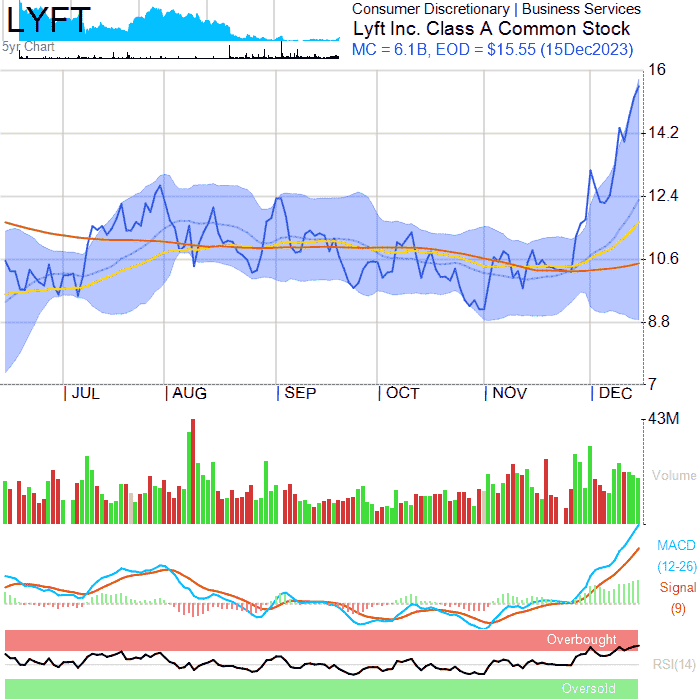 LYFT
5yr Chart
Consumer Discretionary | Business Services
Lyft Inc. Class A Common Stock
MC = 6.1B, EOD = $15.55 (15Dec2023)
16
14.2
12.4
10.6
8.8
7
JUL AUG SEP OCT NOV DEC
43M
Volume
MACD
(12-26)
Signal
(9)
Overbought
RSI(14)
Oversold